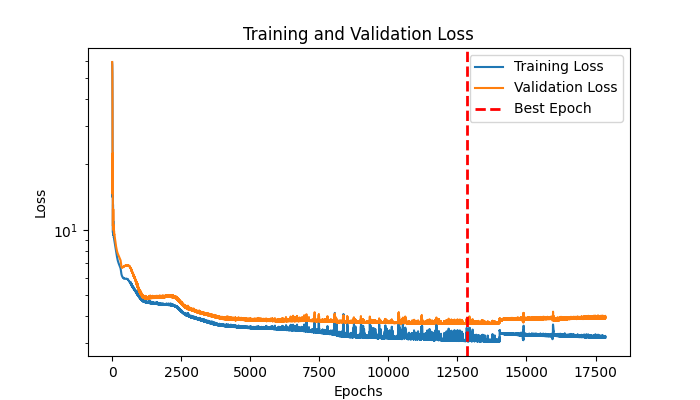 Training and Validation Loss
Training Loss
Validation Loss
Best Epoch
Loss
10¹
0
2500
5000
7500
10000
12500
15000
17500
Epochs